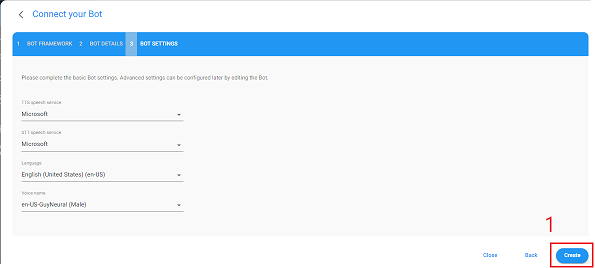 Connect your Bot
1 BOT FRAMEWORK 2 BOT DETAILS 3 BOT SETTINGS
Please complete the basic Bot settings. Advanced settings can be configured later by editing the Bot.
TTS speech service
Microsoft
STT speech service
Microsoft
Language
English (United States) (en-US)
Voice name
en-US-GuyNeural (Male)
1
Close Back Create